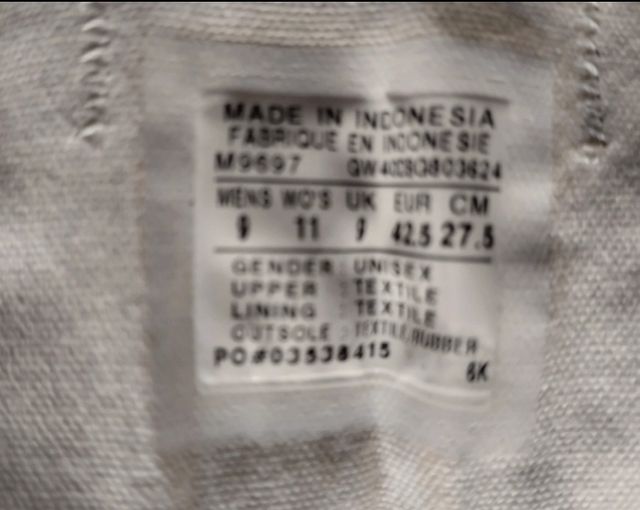 MADE IN INDONESIA
FABRIQUE EN INDONESIE
M9697
MENS WO'S UK EUR CM
9 11 9 42.5 27.5
GENDER : UNISEX
UPPER : TEXTILE
LINING : TEXTILE
OUTSOLE : TEXTILE/RUBBER
PO#03538415
6K